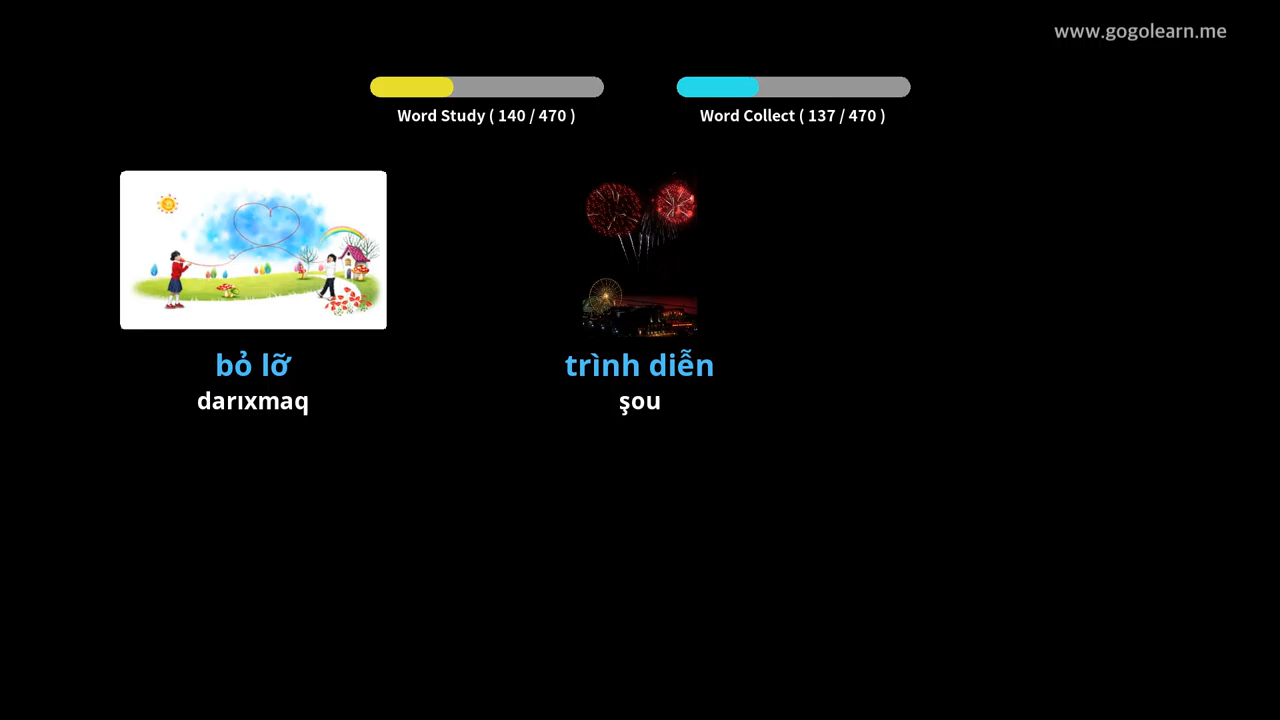 www.gogolearn.me
Word Study ( 140 / 470 )
Word Collect ( 137 / 470 )
bỏ lỡ
darıxmaq
trình diễn
şou